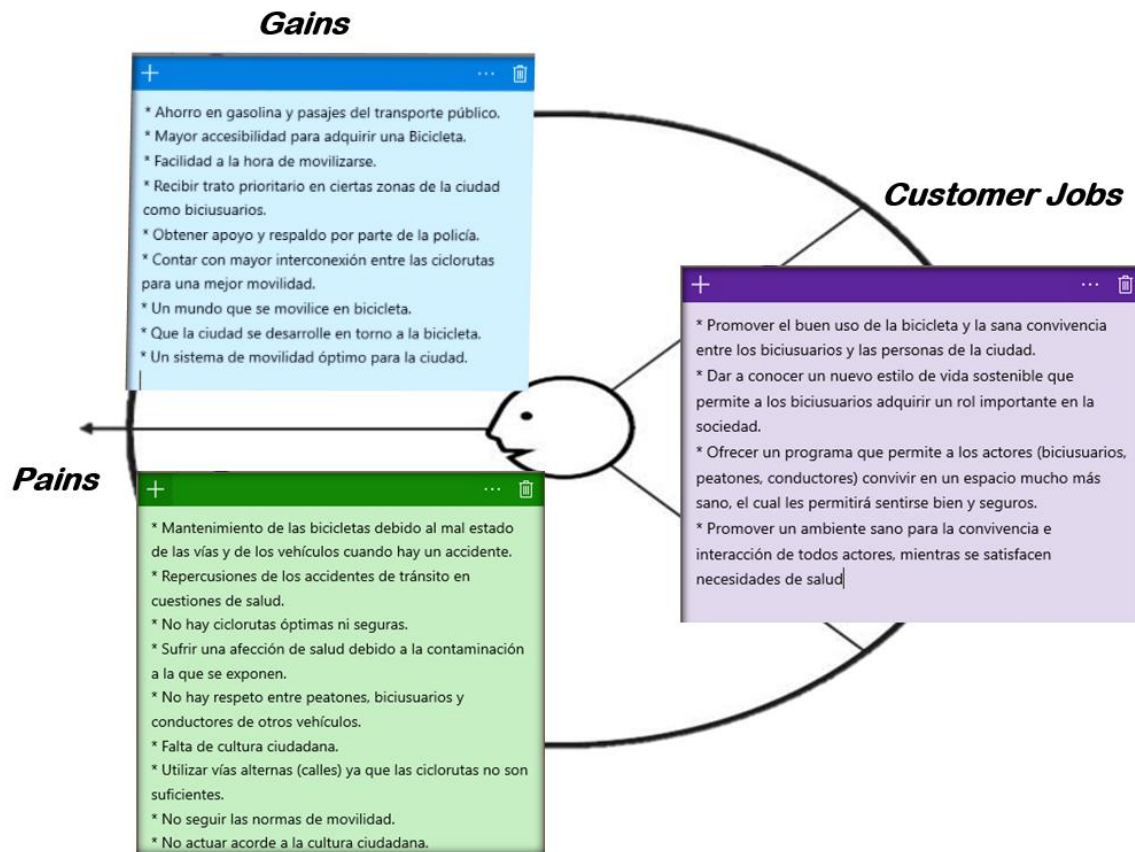 Gains
* Ahorro en gasolina y pasajes del transporte público.
* Mayor accesibilidad para adquirir una Bicicleta.
* Facilidad a la hora de movilizarse.
* Recibir trato prioritario en ciertas zonas de la ciudad
como biciusuarios.
* Obtener apoyo y respaldo por parte de la policía.
* Contar con mayor interconexión entre las ciclorutas
para una mejor movilidad.
* Un mundo que se movilice en bicicleta.
* Que la ciudad se desarrolle en torno a la bicicleta.
* Un sistema de movilidad óptimo para la ciudad.
Customer Jobs
* Promover el buen uso de la bicicleta y la sana convivencia
entre los biciusuarios y las personas de la ciudad.
* Dar a conocer un nuevo estilo de vida sostenible que
permite a los biciusuarios adquirir un rol importante en la
sociedad.
* Ofrecer un programa que permite a los actores (biciusuarios,
peatones, conductores) convivir en un espacio mucho más
sano, el cual les permitirá sentirse bien y seguros.
* Promover un ambiente sano para la convivencia e
interacción de todos actores, mientras se satisfacen
necesidades de salud
Pains
* Mantenimiento de las bicicletas debido al mal estado
de las vías y de los vehículos cuando hay un accidente.
* Repercusiones de los accidentes de tránsito en
cuestiones de salud.
* No hay ciclorutas óptimas ni seguras.
* Sufrir una afección de salud debido a la contaminación
a la que se exponen.
* No hay respeto entre peatones, biciusuarios y
conductores de otros vehículos.
* Falta de cultura ciudadana.
* Utilizar vías alternas (calles) ya que las ciclorutas no son
suficientes.
* No seguir las normas de movilidad.
* No actuar acorde a la cultura ciudadana.